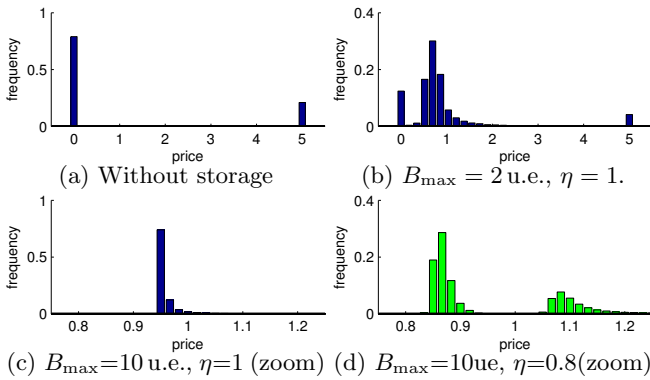 1
0.5
0
frequency
0 1 2 3 4 5
price
(a) Without storage
0.4
0.2
0
frequency
0 1 2 3 4 5
price
(b) Bmax = 2 u.e., η = 1.
1
0.5
0
frequency
0.8 0.9 1 1.1 1.2
price
(c) Bmax=10 u.e., η=1 (zoom)
0.4
0.2
0
frequency
0.8 0.9 1 1.1 1.2
price
(d) Bmax=10ue, η=0.8(zoom)